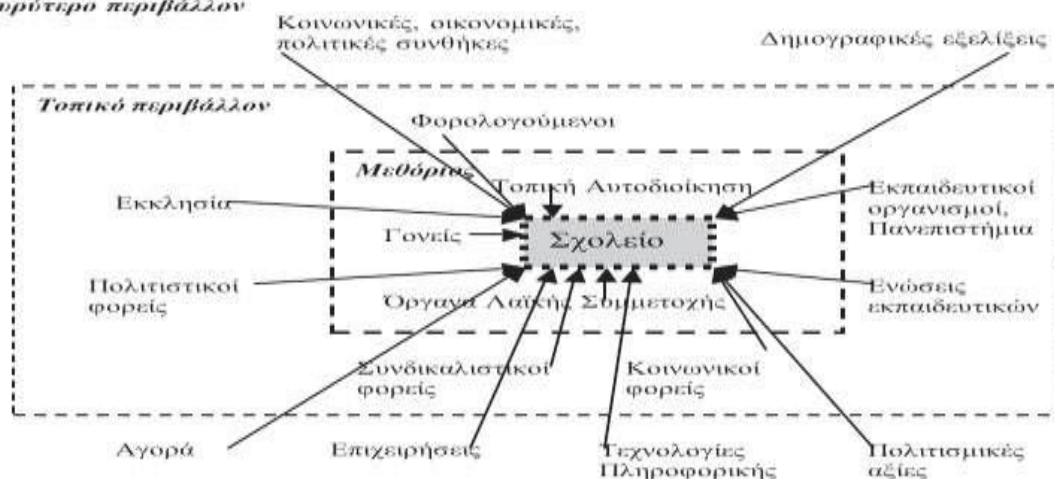 περιβάλλον
Κοινωνικές, οικονομικές,
πολιτικές συνθήκες
Δημογραφικές εξελίξεις
Τοπικό περιβάλλον
Φορολογούμενοι
Μεθόριος
Τοπική Αυτοδιοίκηση
Εκκλησία
Εκπαιδευτικοί
οργανισμοί,
Πανεπιστήμια
Γονείς
Σχολείο
Πολιτιστικοί
φορείς
Όργανα Λαϊκής Συμμετοχής
Ενώσεις
εκπαιδευτικών
Συνδικαλιστικοί
φορείς
Κοινωνικοί
φορείς
Αγορά
Επιχειρήσεις
Τεχνολογίες
Πληροφορικής
Πολιτισμικές
αξίες